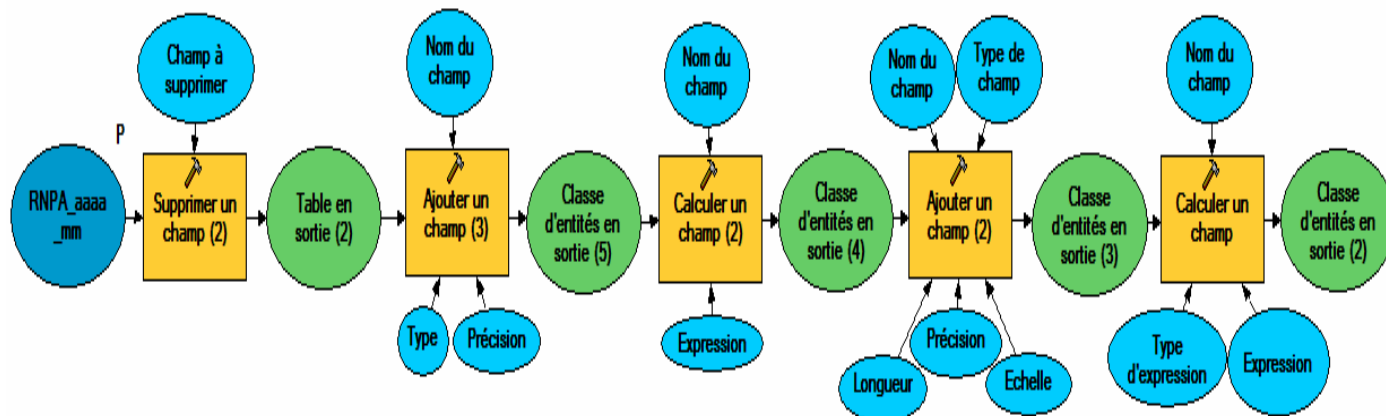 Champ à
supprimer
Nom du
champ
Nom du
champ
Nom du
champ
Type de
champ
Nom du
champ
P
RNPA_aaaa
_mm
Supprimer un
champ (2)
Table en
sortie (2)
Ajouter un
champ (3)
Classe
d'entités en
sortie (5)
Calculer un
champ (2)
Classe
d'entités en
sortie (4)
Ajouter un
champ (2)
Classe
d'entités en
sortie (3)
Calculer un
champ
Classe
d'entités en
sortie (2)
Type
Précision
Expression
Longueur
Précision
Echelle
Type
d'expression
Expression